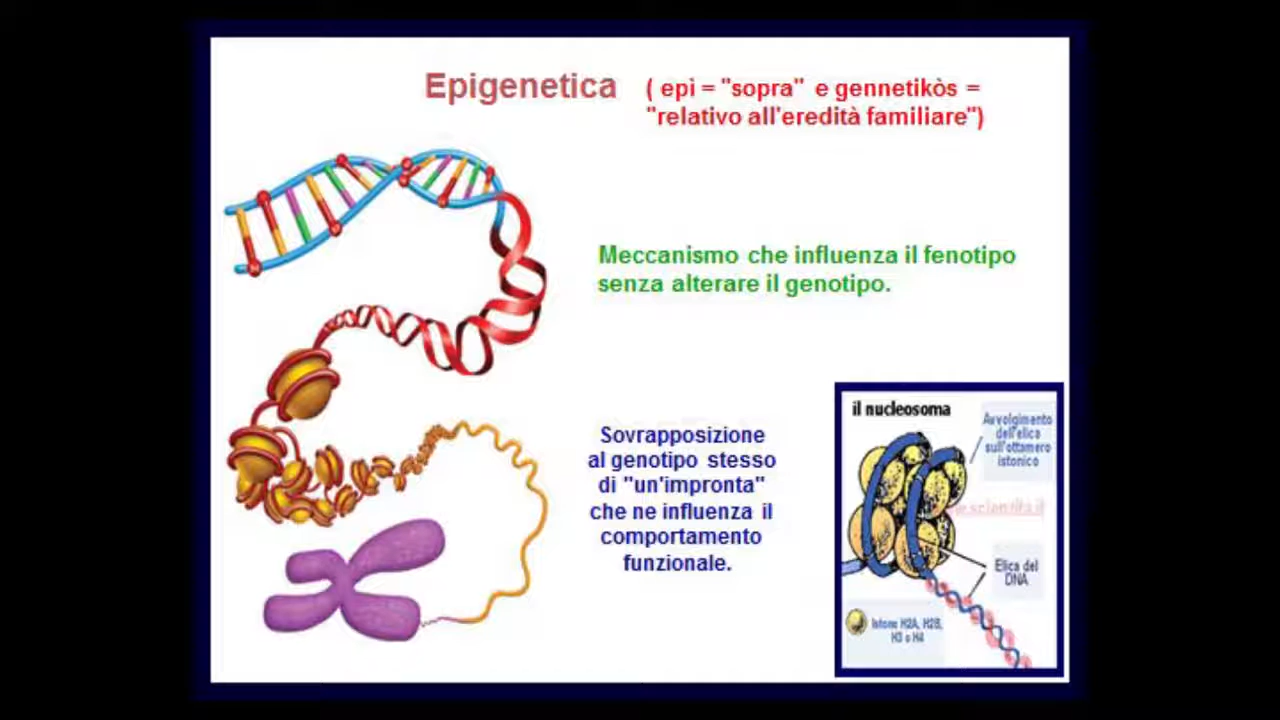 Epigenetica
( epì = "sopra" e gennetikòs =
"relativo all'eredità familiare")
Meccanismo che influenza il fenotipo
senza alterare il genotipo.
Sovrapposizione
al genotipo stesso
di "un'impronta"
che ne influenza il
comportamento
funzionale.
il nucleosoma
Avvolgimento
dell'elica
sull'ottamero
istonico
Elica del
DNA
Istone H2A, H2B,
H3 o H4